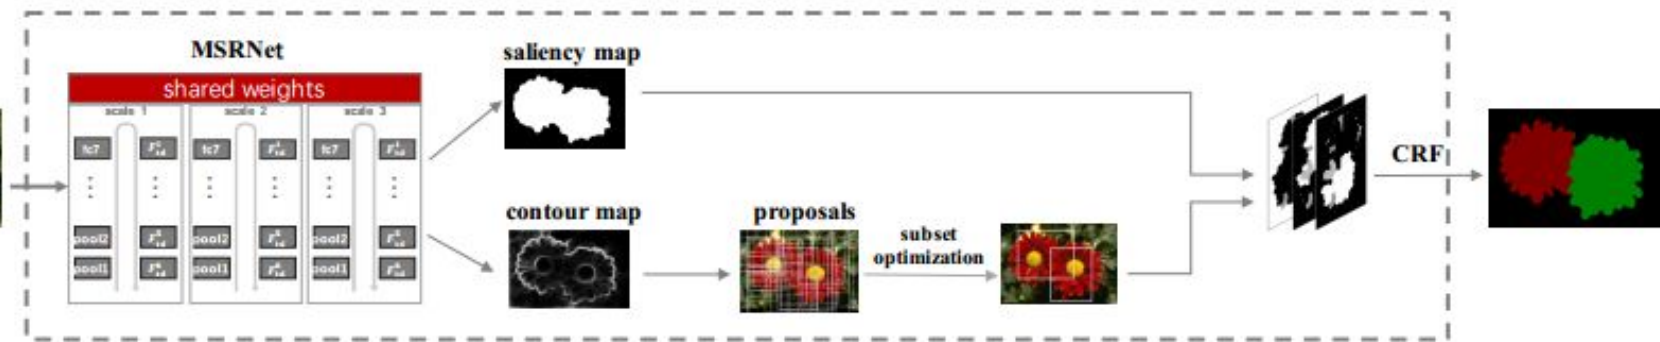 MSRNet
shared weights
scale 1
scale 2
scale 3
fc7
fc7
fc7
pool2
pool2
pool2
pool1
pool1
pool1
saliency map
contour map
proposals
subset
optimization
CRF